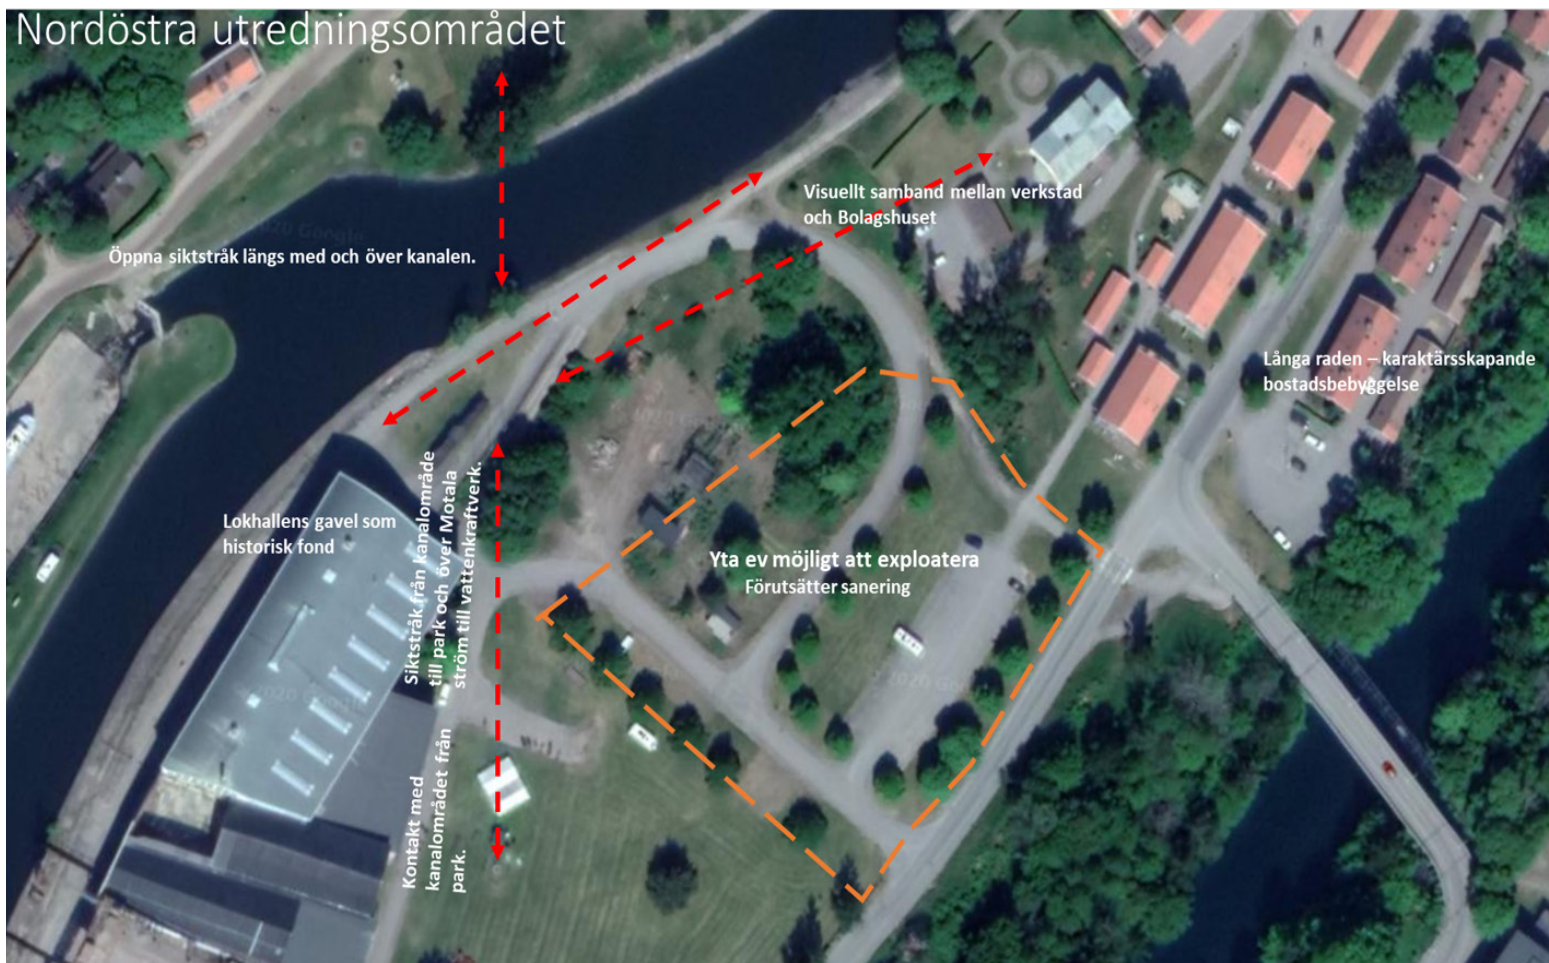 Nordöstra utredningsområdet
Visuellt samband mellan verkstad
och Bolagshuset
Öppna siktstråk längs med och över kanalen.
Långa raden – karaktärsskapande
bostadsbebyggelse
Lokhallens gavel som
historisk fond
Siktstråk från kanalområde
till park och över Motala
ström till vattenkraftverk.
Yta ev möjligt att exploatera
Förutsätter sanering
Kontakt med
kanalområdet från
park.